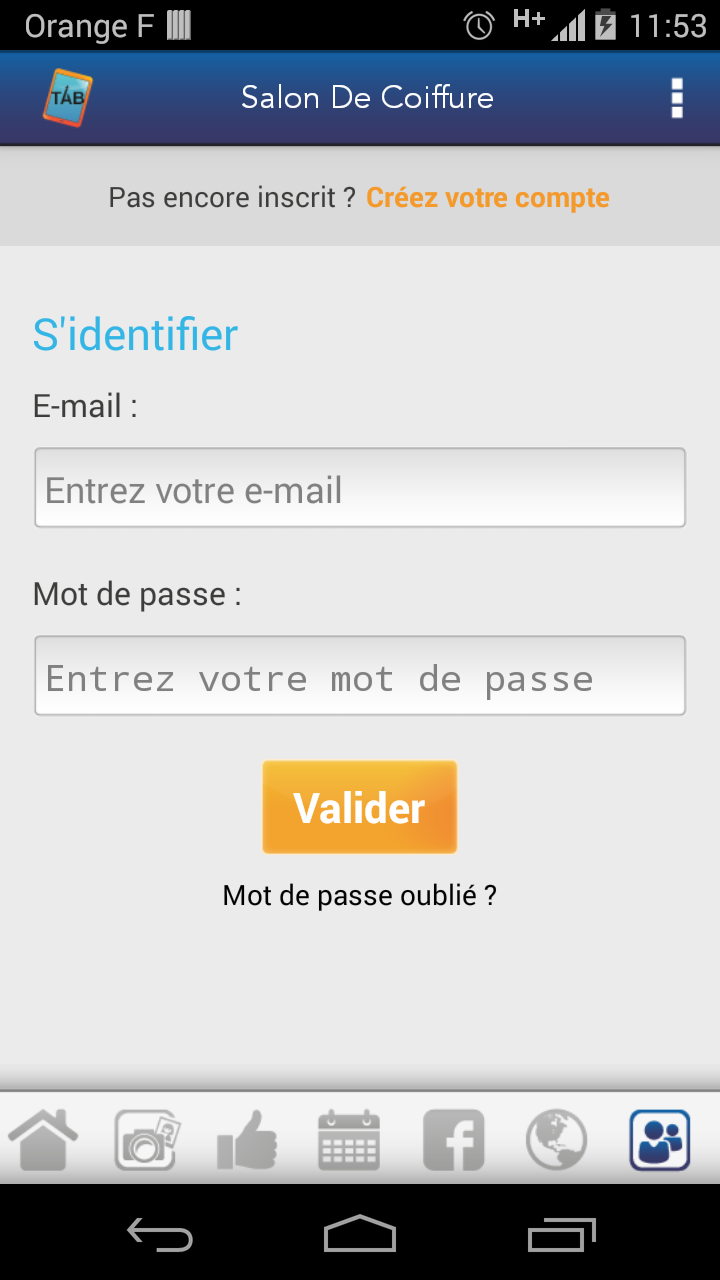 Orange F H+ 11:53
TAB Salon De Coiffure
Pas encore inscrit ? Créez votre compte
S'identifier
E-mail :
Entrez votre e-mail
Mot de passe :
Entrez votre mot de passe
Valider
Mot de passe oublié ?
f